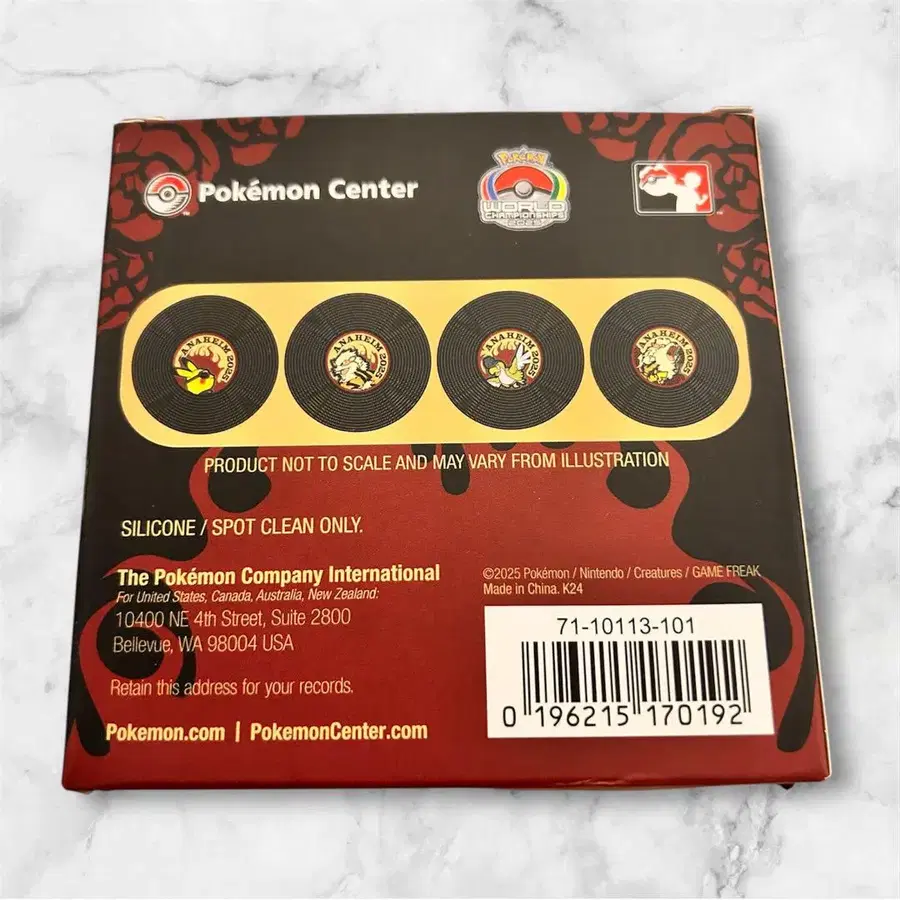 Pokémon Center
Pokémon
WORLD
CHAMPIONSHIPS
2025
ANAHEIM 2025
ANAHEIM 2025
ANAHEIM 2025
ANAHEIM 2025
PRODUCT NOT TO SCALE AND MAY VARY FROM ILLUSTRATION
SILICONE / SPOT CLEAN ONLY.
The Pokémon Company International
For United States, Canada, Australia, New Zealand:
10400 NE 4th Street, Suite 2800
Bellevue, WA 98004 USA
Retain this address for your records.
Pokemon.com | PokemonCenter.com
©2025 Pokémon / Nintendo / Creatures / GAME FREAK
Made in China. K24
71-10113-101
0 196215 170192